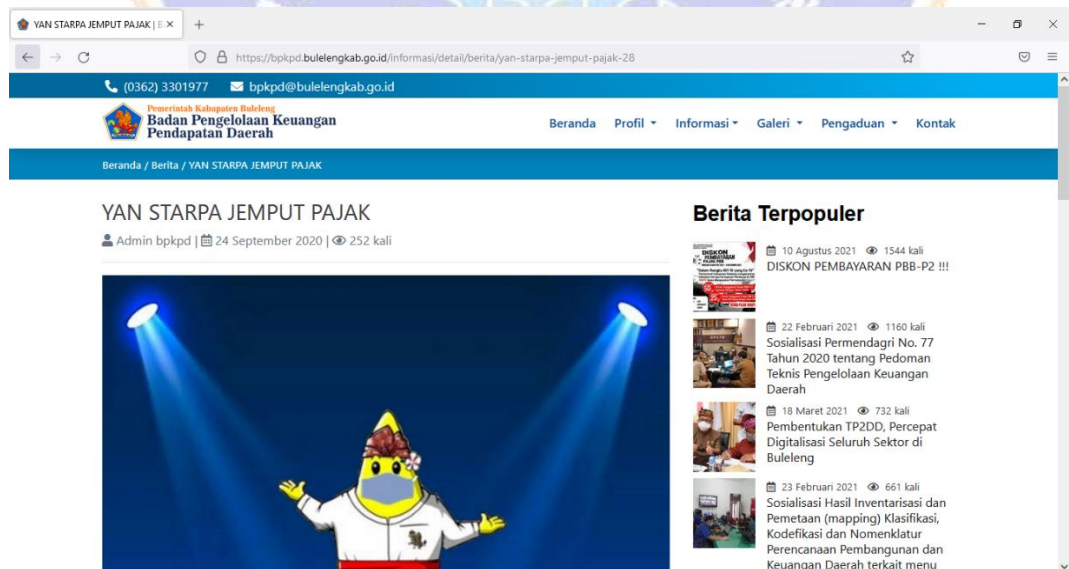 YAN STARPA JEMPUT PAJAK | B
https://bpkpd.bulelengkab.go.id/informasi/detail/berita/yan-starpa-jemput-pajak-28
(0362) 3301977 bpkpd@bulelengkab.go.id
Pemerintah Kabupaten Buleleng
Badan Pengelolaan Keuangan
Pendapatan Daerah
Beranda Profil Informasi Galeri Pengaduan Kontak
Beranda / Berita / YAN STARPA JEMPUT PAJAK
YAN STARPA JEMPUT PAJAK
Admin bpkpd | 24 September 2020 | 252 kali
Berita Terpopuler
10 Agustus 2021 1544 kali
DISKON PEMBAYARAN PBB-P2 !!!
22 Februari 2021 1160 kali
Sosialisasi Permendagri No. 77
Tahun 2020 tentang Pedoman
Teknis Pengelolaan Keuangan
Daerah
18 Maret 2021 732 kali
Pembentukan TP2DD, Percepat
Digitalisasi Seluruh Sektor di
Buleleng
23 Februari 2021 661 kali
Sosialisasi Hasil Inventarisasi dan
Pemetaan (mapping) Klasifikasi,
Kodefikasi dan Nomenklatur
Perencanaan Pembangunan dan
Keuangan Daerah terkait menu